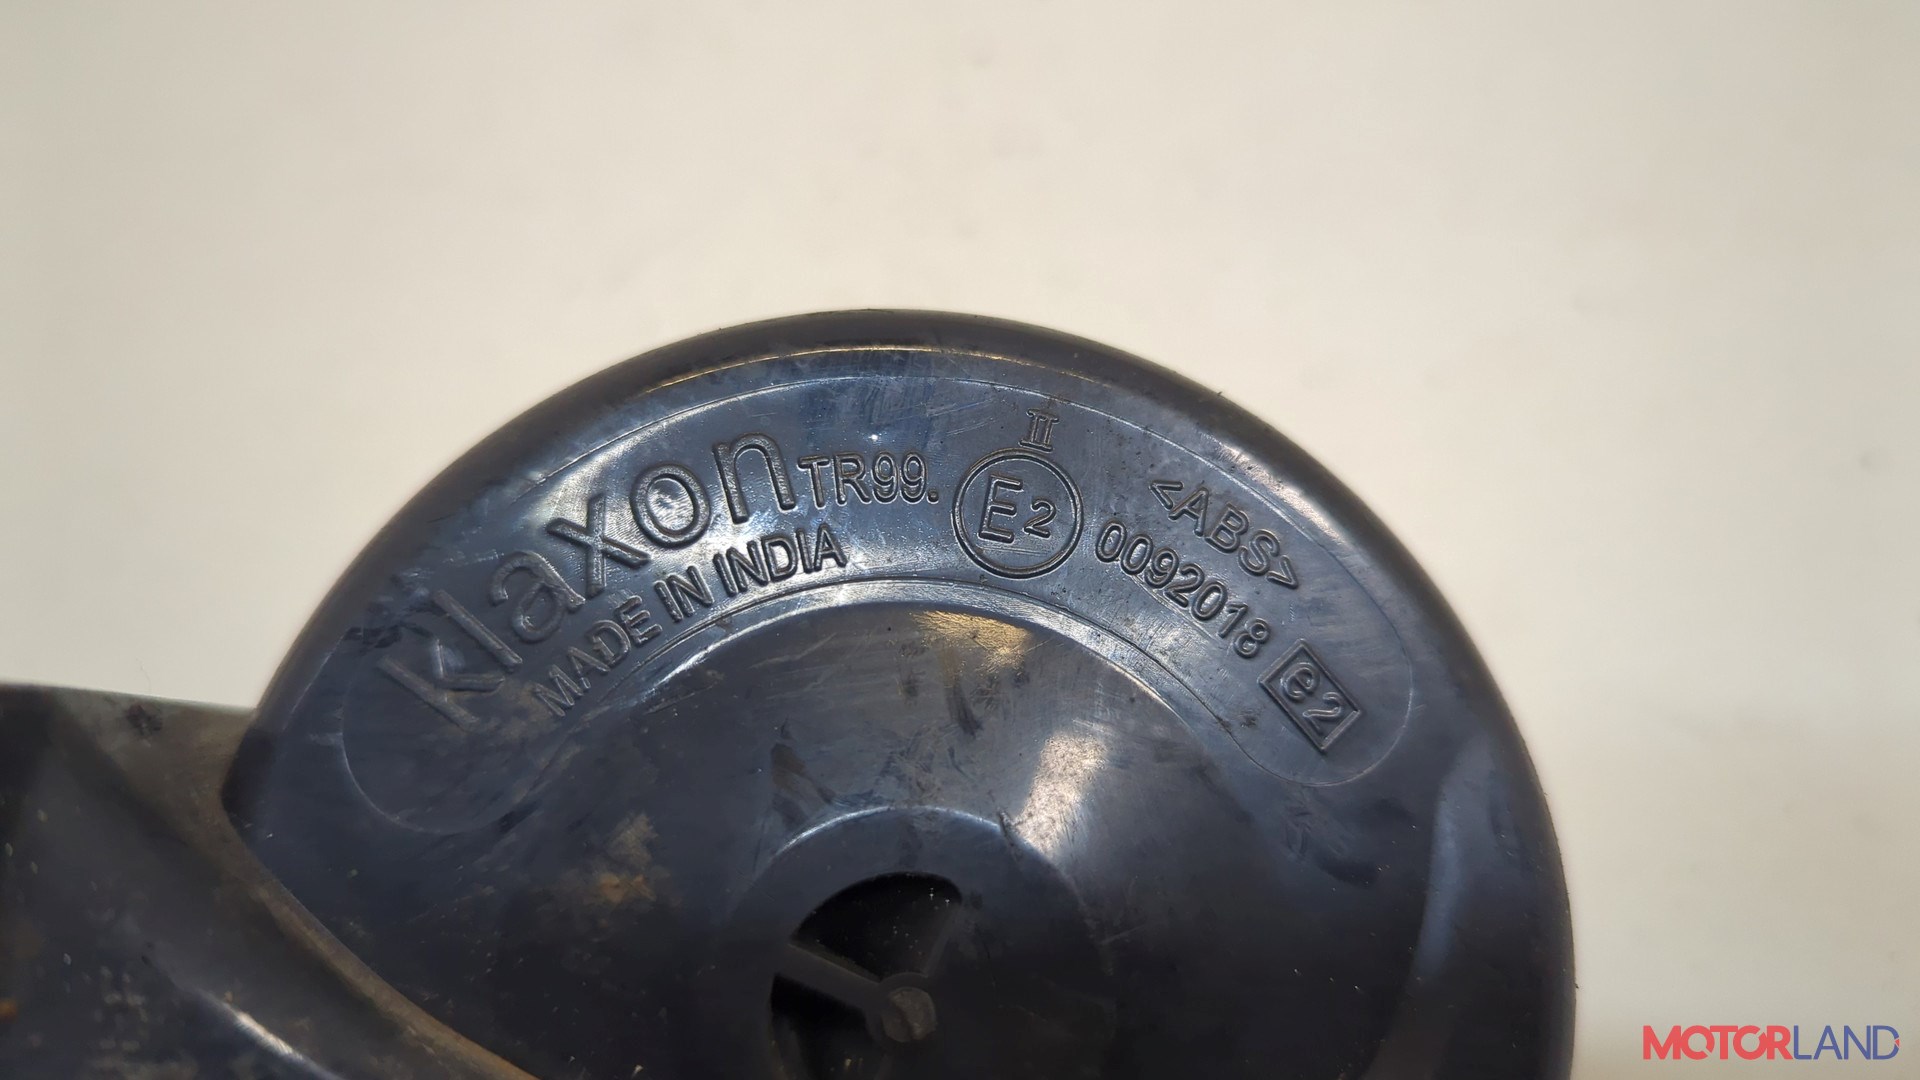 klaxon TR99.
MADE IN INDIA
II
E2
<ABS>
0092018
e2
MOTORLAND